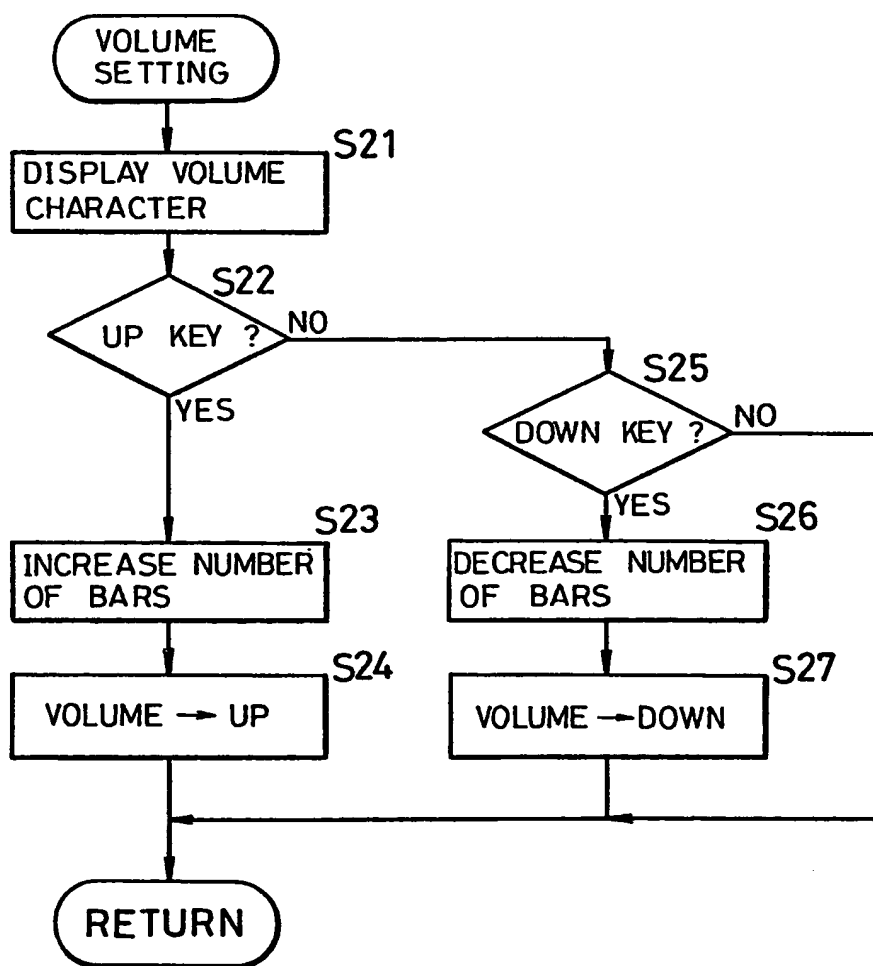 VOLUME
SETTING
S21
DISPLAY VOLUME
CHARACTER
S22
UP KEY ?
NO
YES
S25
DOWN KEY ?
NO
YES
S23
INCREASE NUMBER
OF BARS
S26
DECREASE NUMBER
OF BARS
S24
VOLUME → UP
S27
VOLUME → DOWN
RETURN